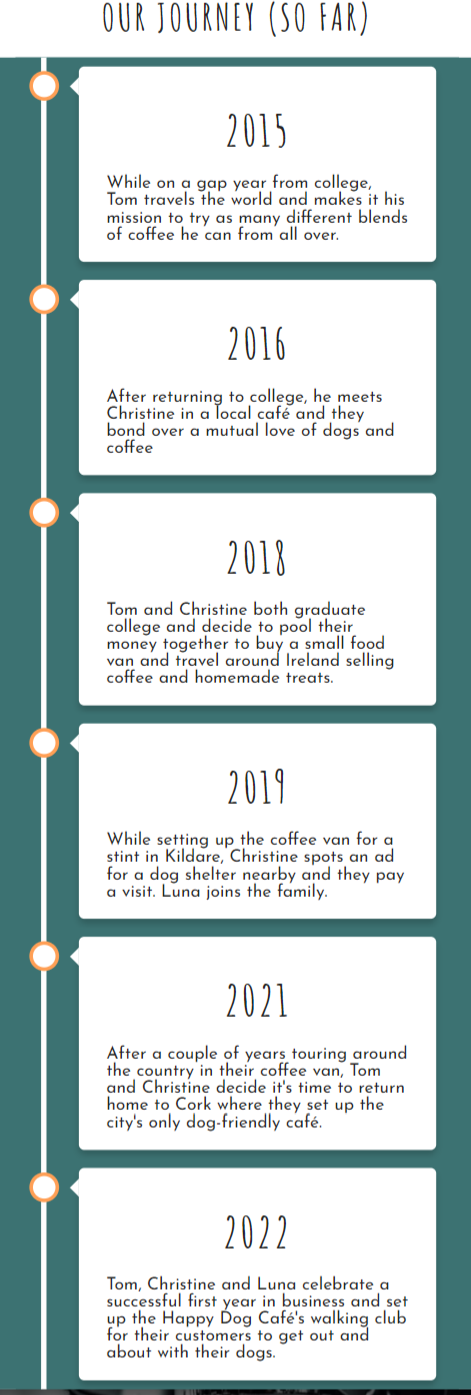 OUR JOURNEY (SO FAR)
2015
While on a gap year from college,
Tom travels the world and makes it his
mission to try as many different blends
of coffee he can from all over.
2016
After returning to college, he meets
Christine in a local café and they
bond over a mutual love of dogs and
coffee
2018
Tom and Christine both graduate
college and decide to pool their
money together to buy a small food
van and travel around Ireland selling
coffee and homemade treats.
2019
While setting up the coffee van for a
stint in Kildare, Christine spots an ad
for a dog shelter nearby and they pay
a visit. Luna joins the family.
2021
After a couple of years touring around
the country in their coffee van, Tom
and Christine decide it's time to return
home to Cork where they set up the
city's only dog-friendly café.
2022
Tom, Christine and Luna celebrate a
successful first year in business and set
up the Happy Dog Café's walking club
for their customers to get out and
about with their dogs.